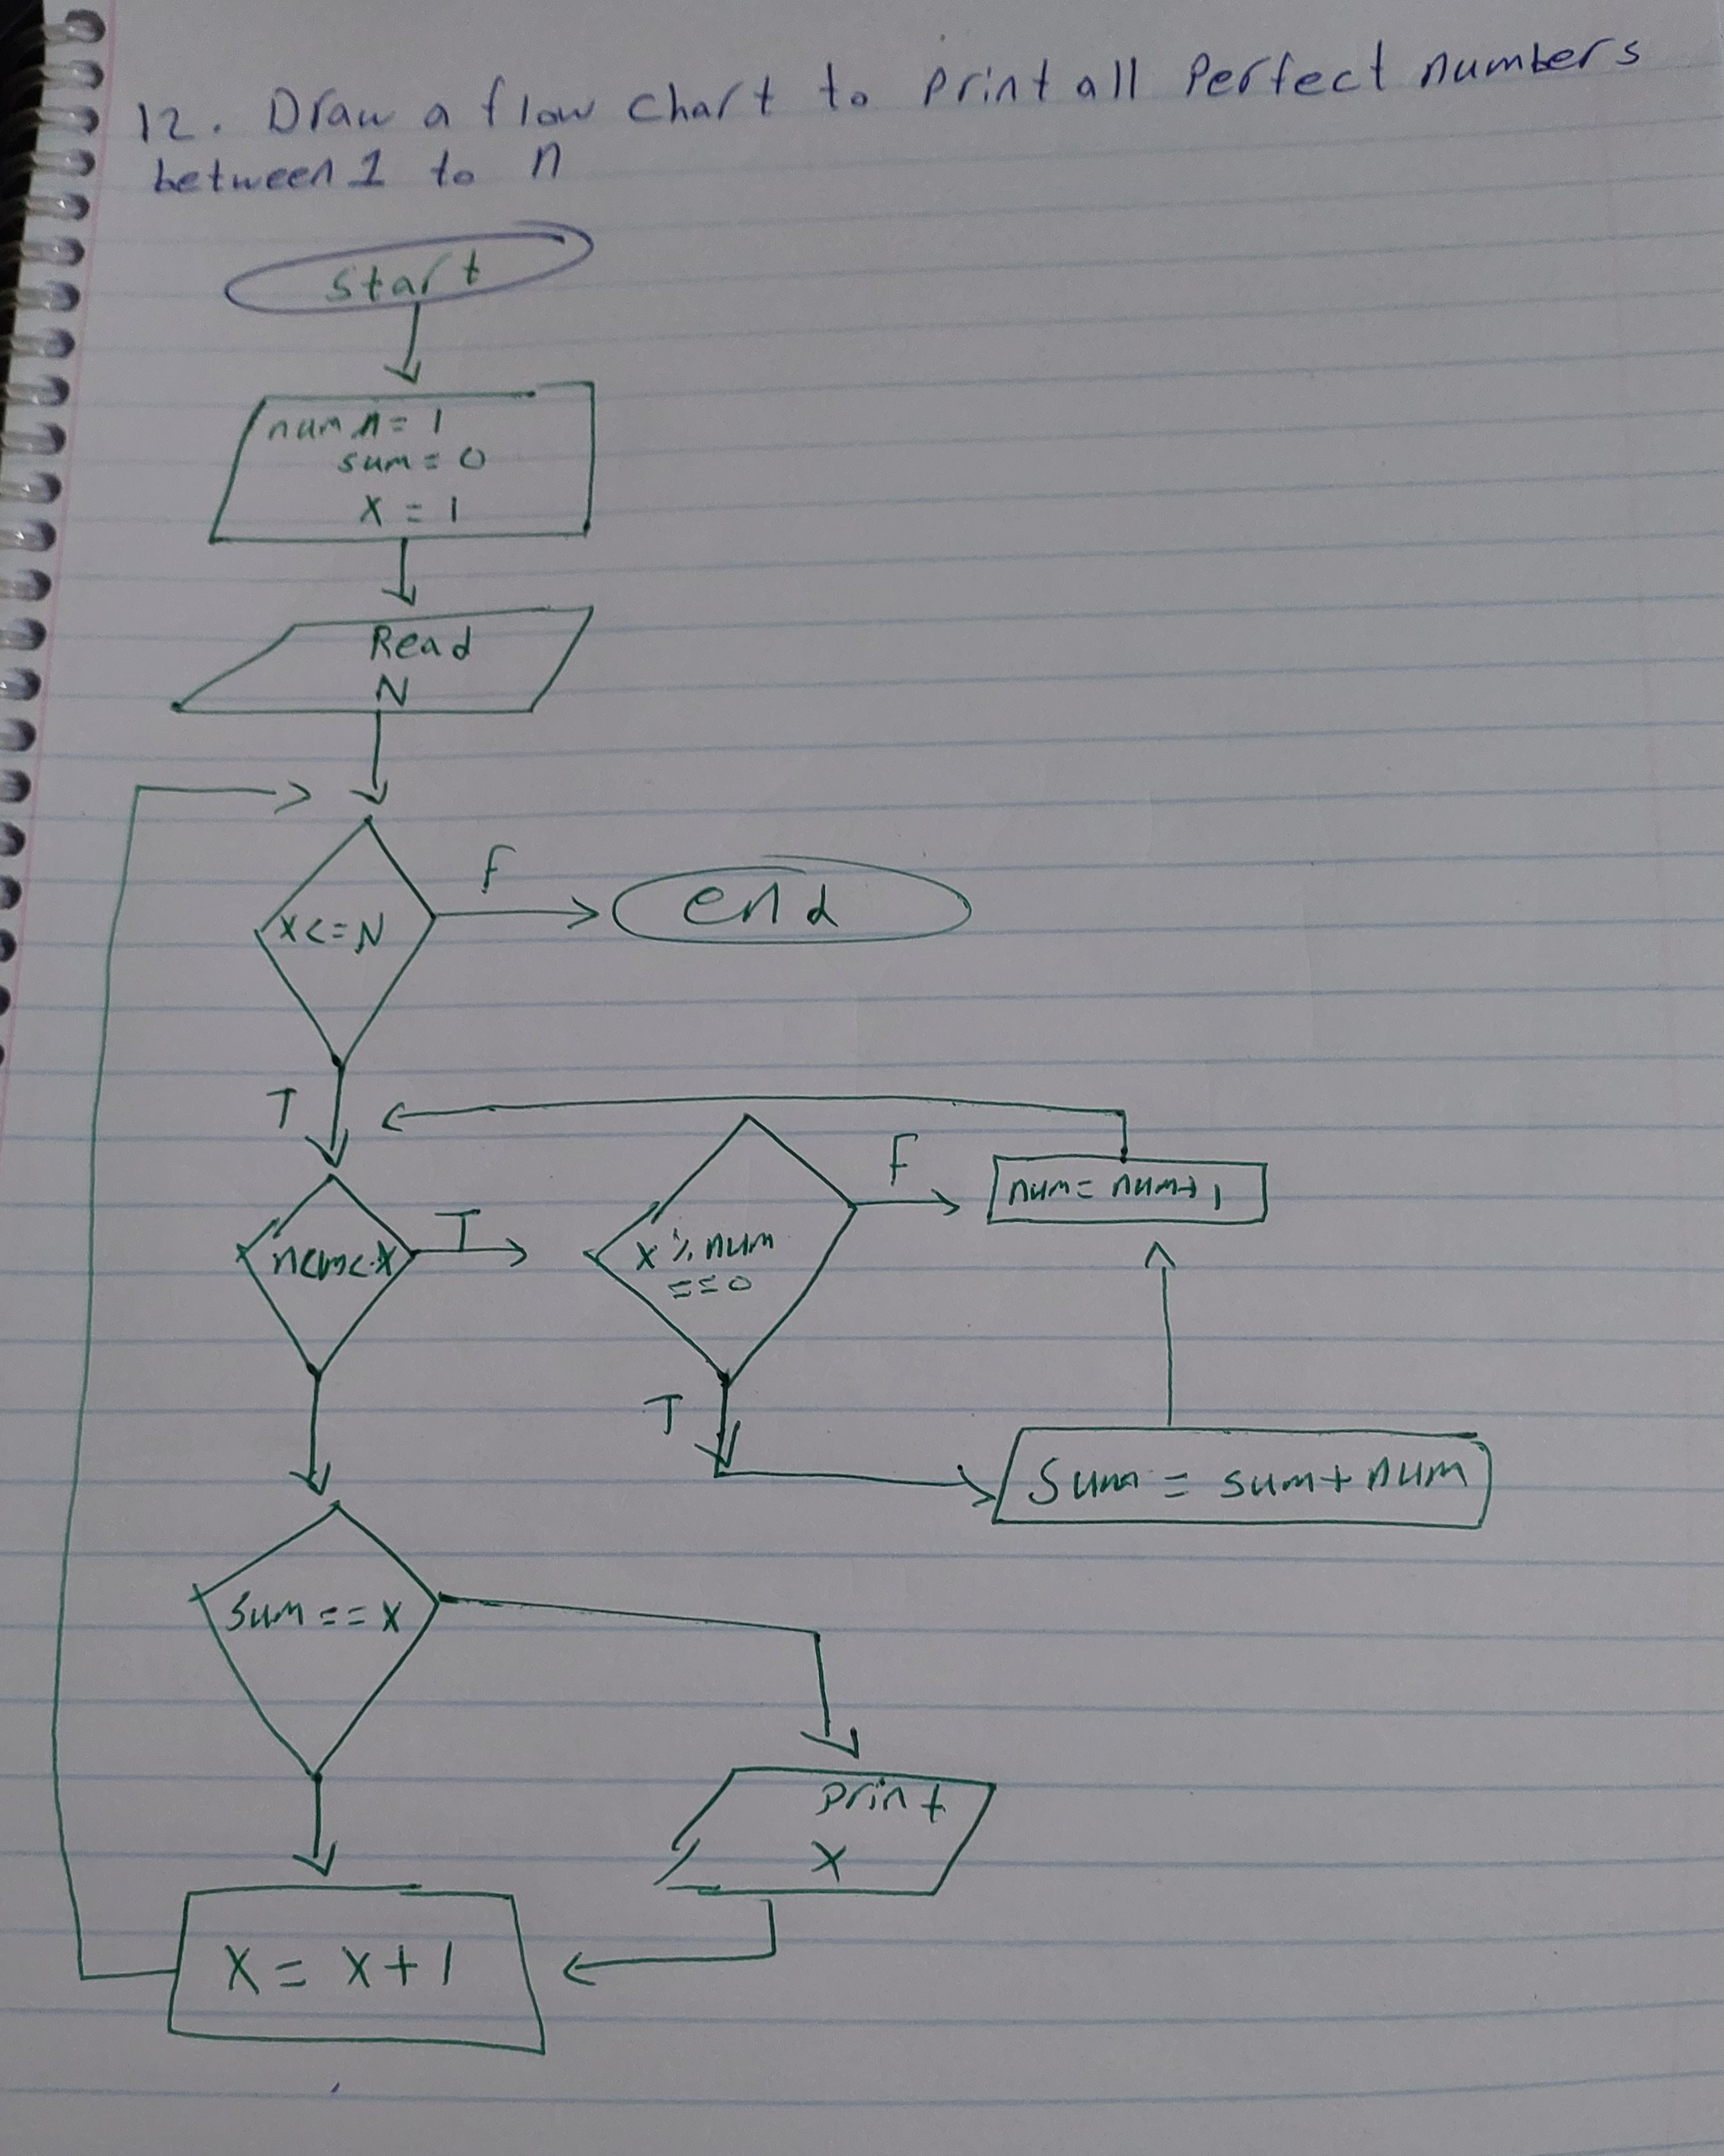 12. Draw a flow chart to print all Perfect numbers
between 1 to n
start
num = 1
sum = 0
X = 1
Read
N
X<=N
F
end
T
num<X
T
X % num
==0
F
num= num+1
T
Sum = sum+num
Sum == X
print
X
X = X+1